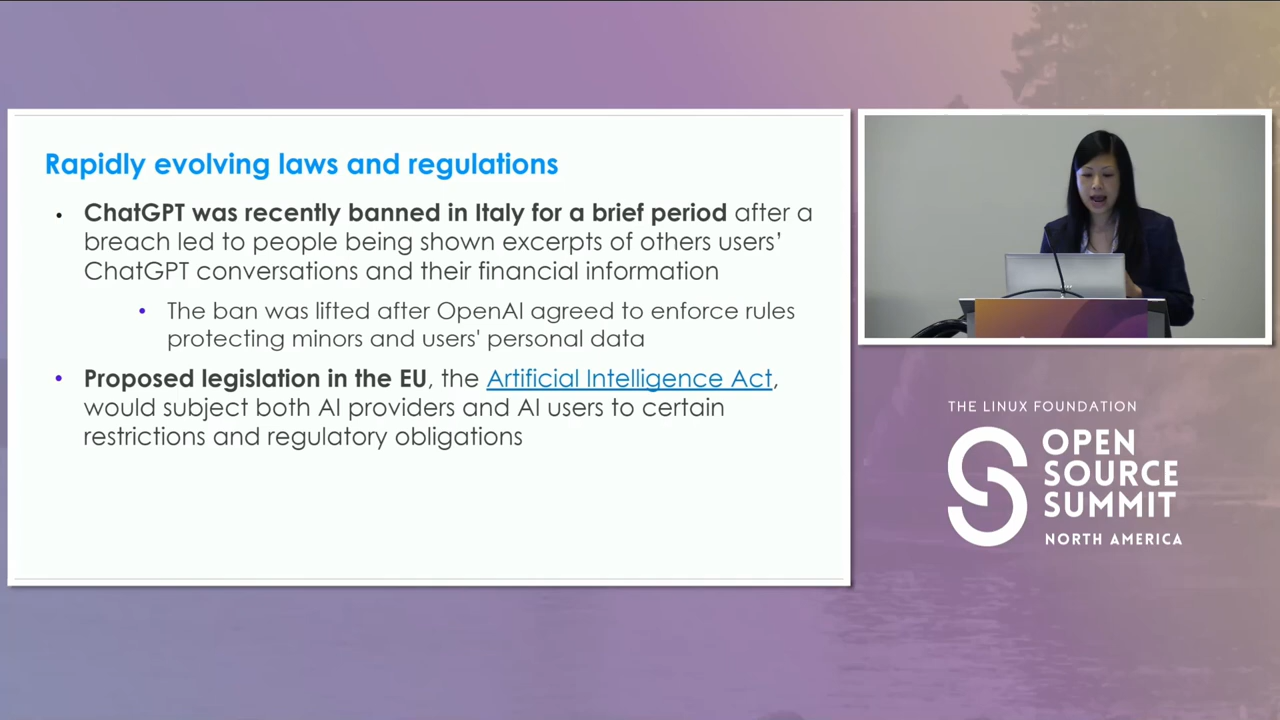 Rapidly evolving laws and regulations
• ChatGPT was recently banned in Italy for a brief period after a
breach led to people being shown excerpts of others users’
ChatGPT conversations and their financial information
• The ban was lifted after OpenAI agreed to enforce rules
protecting minors and users' personal data
• Proposed legislation in the EU, the Artificial Intelligence Act,
would subject both AI providers and AI users to certain
restrictions and regulatory obligations
THE LINUX FOUNDATION
OPEN
SOURCE
SUMMIT
NORTH AMERICA